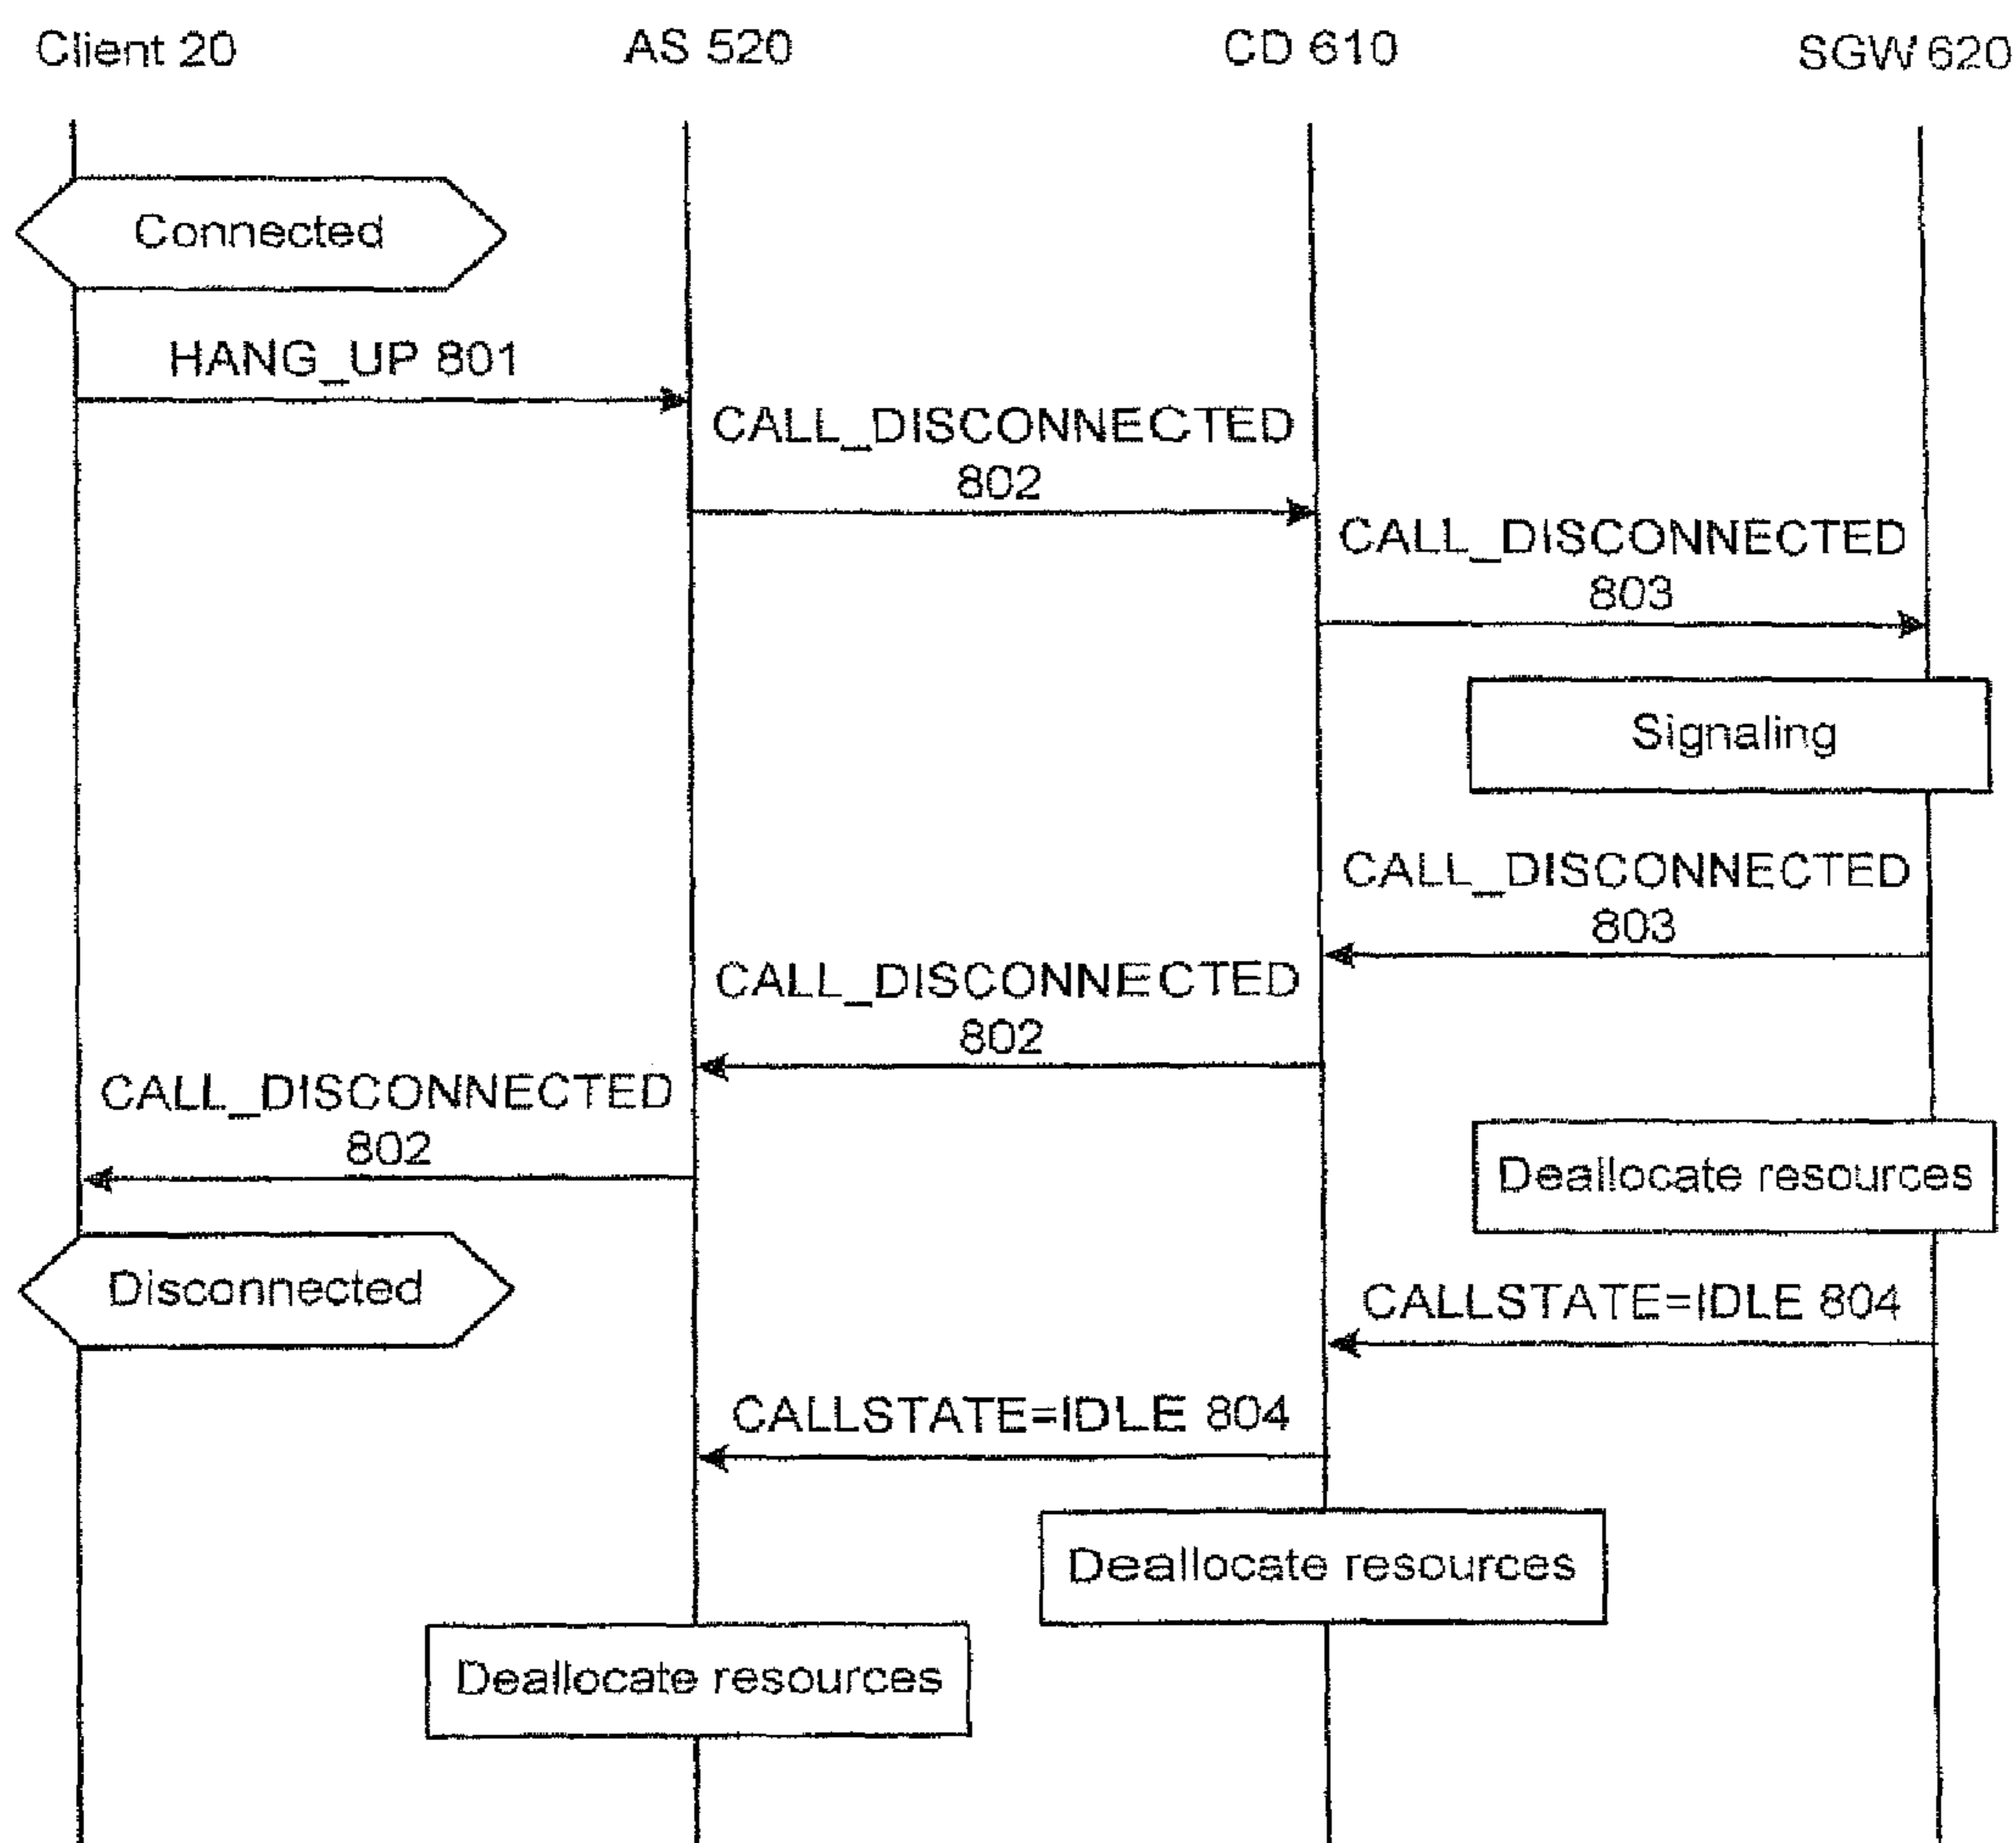 Client 20
AS 520
CD 610
SGW 620
Connected
HANG_UP 801
CALL_DISCONNECTED
802
CALL_DISCONNECTED
803
Signaling
CALL_DISCONNECTED
803
CALL_DISCONNECTED
802
CALL_DISCONNECTED
802
Deallocate resources
Disconnected
CALLSTATE=IDLE 804
CALLSTATE=IDLE 804
Deallocate resources
Deallocate resources